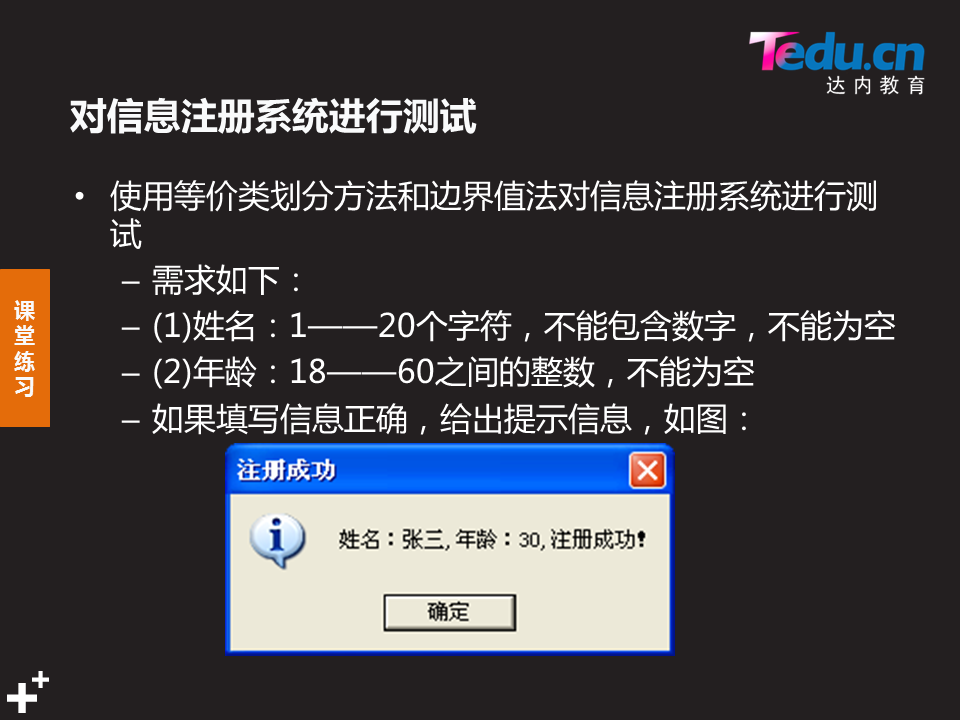 Tedu.cn
达内教育
对信息注册系统进行测试
• 使用等价类划分方法和边界值法对信息注册系统进行测
试
– 需求如下：
– (1)姓名：1——20个字符，不能包含数字，不能为空
– (2)年龄：18——60之间的整数，不能为空
– 如果填写信息正确，给出提示信息，如图：
课
堂
练
习
注册成功
姓名：张三,年龄：30,注册成功!
确定